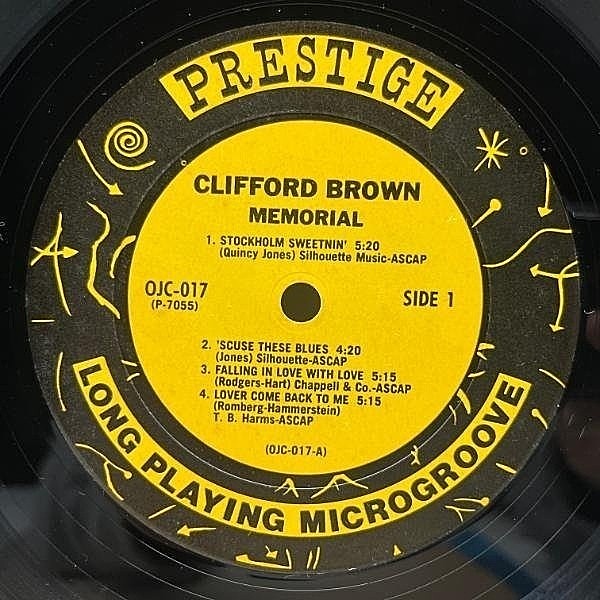 PRESTIGE
CLIFFORD BROWN
MEMORIAL
1. STOCKHOLM SWEETNIN' 5:20
(Quincy Jones) Silhouette Music-ASCAP
OJC-017
(P-7055)
SIDE 1
2. 'SCUSE THESE BLUES 4:20
(Jones) Silhouette-ASCAP
3. FALLING IN LOVE WITH LOVE 5:15
(Rodgers-Hart) Chappell & Co.-ASCAP
4. LOVER COME BACK TO ME 5:15
(Romberg-Hammerstein)
T. B. Harms-ASCAP
(OJC-017-A)
LONG PLAYING MICROGROOVE